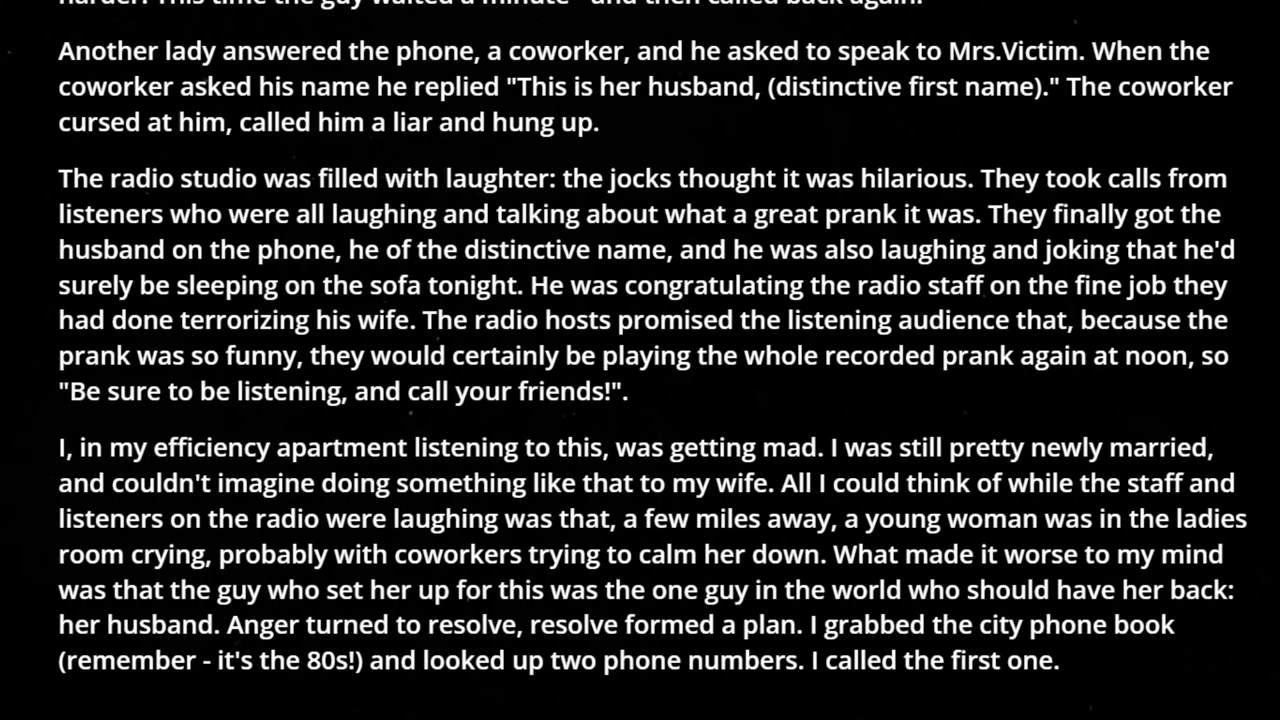 harder. This time the guy waited a minute - and then called back again.
Another lady answered the phone, a coworker, and he asked to speak to Mrs.Victim. When the
coworker asked his name he replied "This is her husband, (distinctive first name)." The coworker
cursed at him, called him a liar and hung up.
The radio studio was filled with laughter: the jocks thought it was hilarious. They took calls from
listeners who were all laughing and talking about what a great prank it was. They finally got the
husband on the phone, he of the distinctive name, and he was also laughing and joking that he'd
surely be sleeping on the sofa tonight. He was congratulating the radio staff on the fine job they
had done terrorizing his wife. The radio hosts promised the listening audience that, because the
prank was so funny, they would certainly be playing the whole recorded prank again at noon, so
"Be sure to be listening, and call your friends!".
I, in my efficiency apartment listening to this, was getting mad. I was still pretty newly married,
and couldn't imagine doing something like that to my wife. All I could think of while the staff and
listeners on the radio were laughing was that, a few miles away, a young woman was in the ladies
room crying, probably with coworkers trying to calm her down. What made it worse to my mind
was that the guy who set her up for this was the one guy in the world who should have her back:
her husband. Anger turned to resolve, resolve formed a plan. I grabbed the city phone book
(remember - it's the 80s!) and looked up two phone numbers. I called the first one.